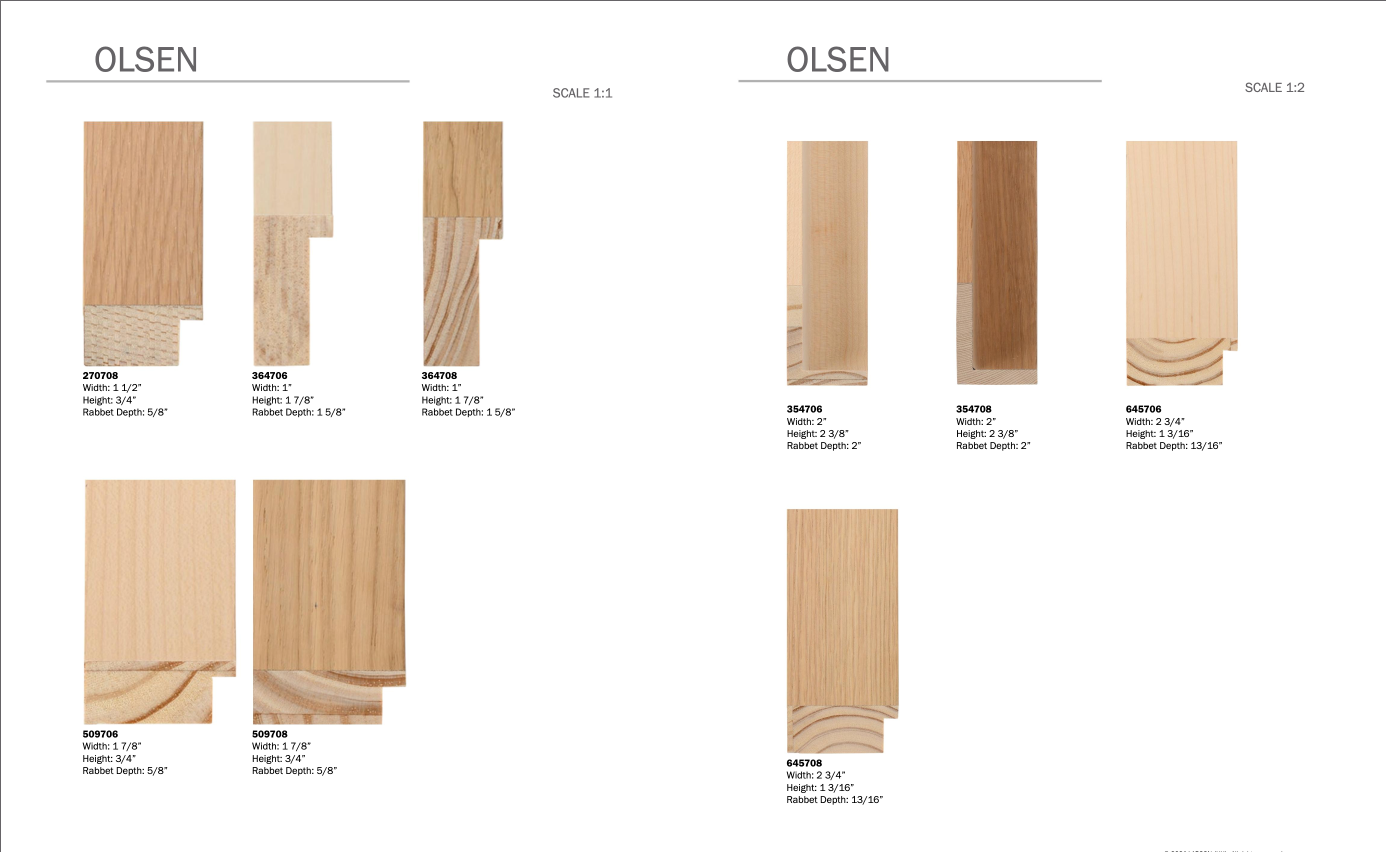 OLSEN
SCALE 1:1
270708
Width: 1 1/2”
Height: 3/4”
Rabbet Depth: 5/8”
364706
Width: 1”
Height: 1 7/8”
Rabbet Depth: 1 5/8”
364708
Width: 1”
Height: 1 7/8”
Rabbet Depth: 1 5/8”
509706
Width: 1 7/8”
Height: 3/4”
Rabbet Depth: 5/8”
509708
Width: 1 7/8”
Height: 3/4”
Rabbet Depth: 5/8”
OLSEN
SCALE 1:2
354706
Width: 2”
Height: 2 3/8”
Rabbet Depth: 2”
354708
Width: 2”
Height: 2 3/8”
Rabbet Depth: 2”
645706
Width: 2 3/4”
Height: 1 3/16”
Rabbet Depth: 13/16”
645708
Width: 2 3/4”
Height: 1 3/16”
Rabbet Depth: 13/16”